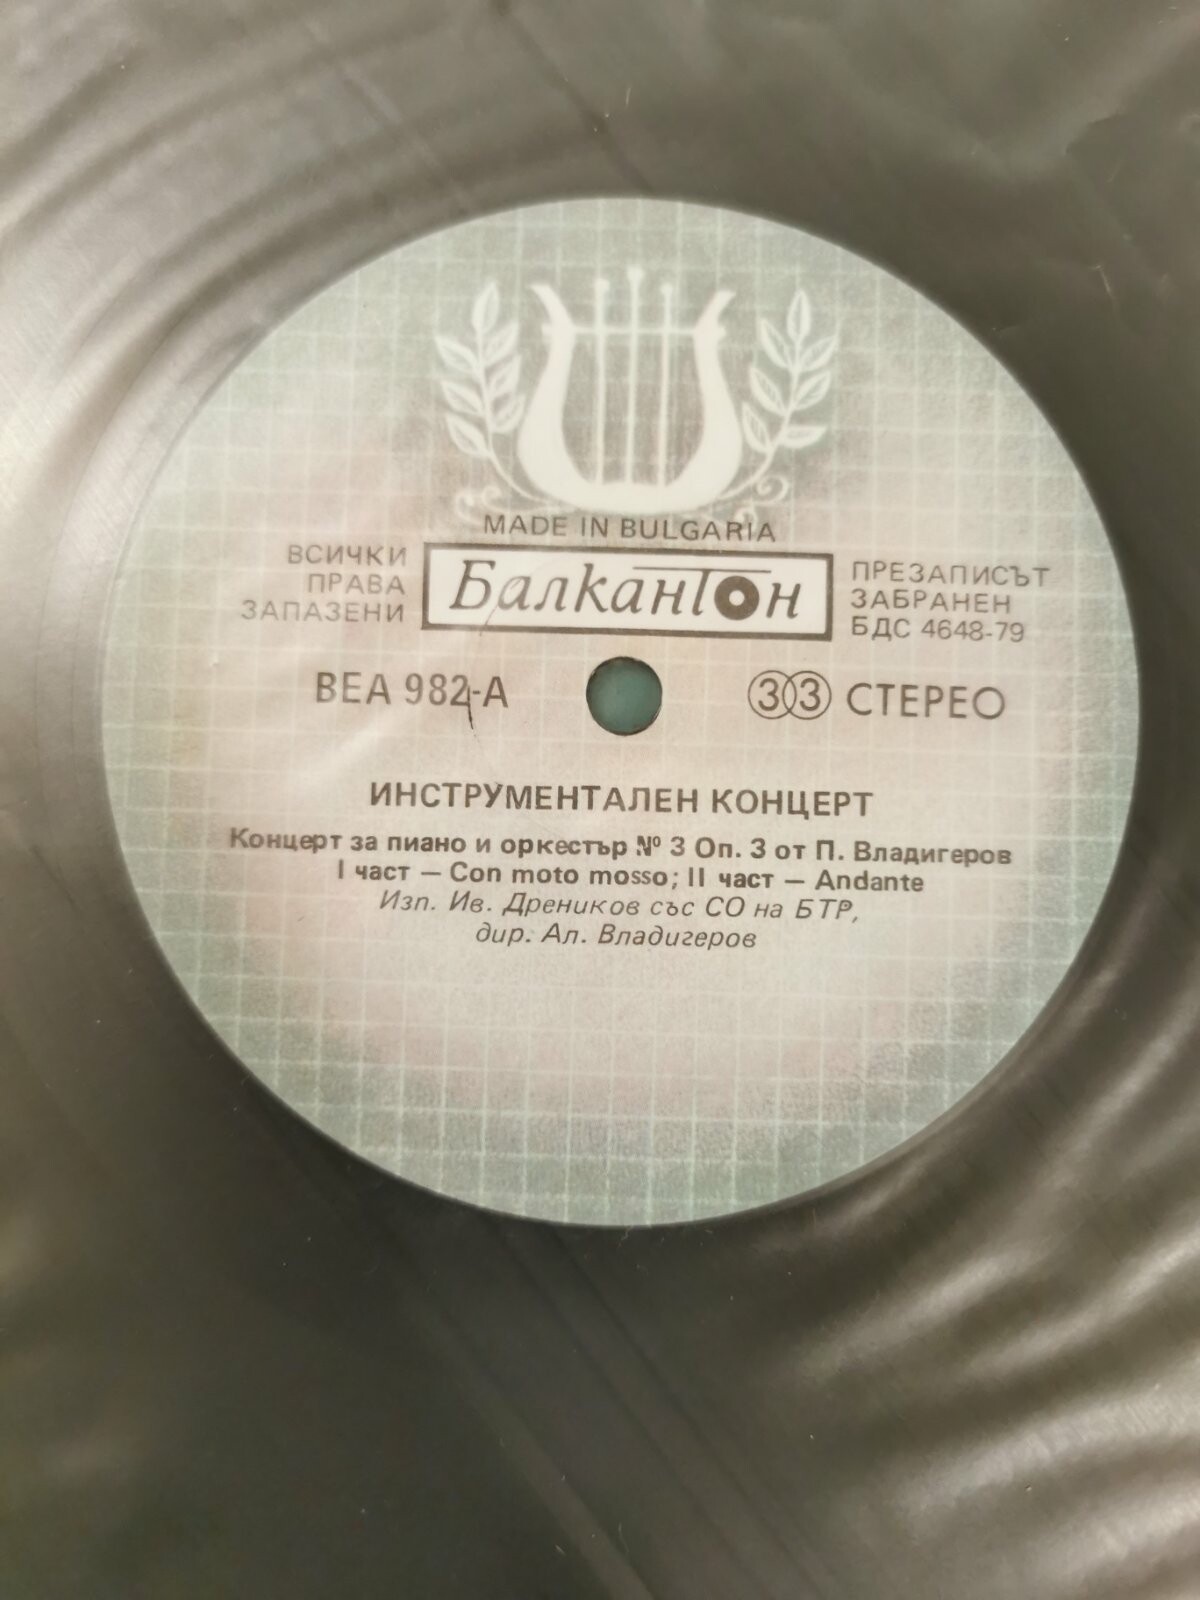 MADE IN BULGARIA
ВСИЧКИ
ПРАВА
ЗАПАЗЕНИ
Балкантон
ПРЕЗАПИСЪТ
ЗАБРАНЕН
БДС 4648-79
ВЕА 982-А
33 СТЕРЕО
ИНСТРУМЕНТАЛЕН КОНЦЕРТ
Концерт за пиано и оркестър № 3 Оп. 3 от П. Владигеров
I част — Con moto mosso; II част — Andante
Изп. Ив. Дреников със СО на БТР,
дир. Ал. Владигеров